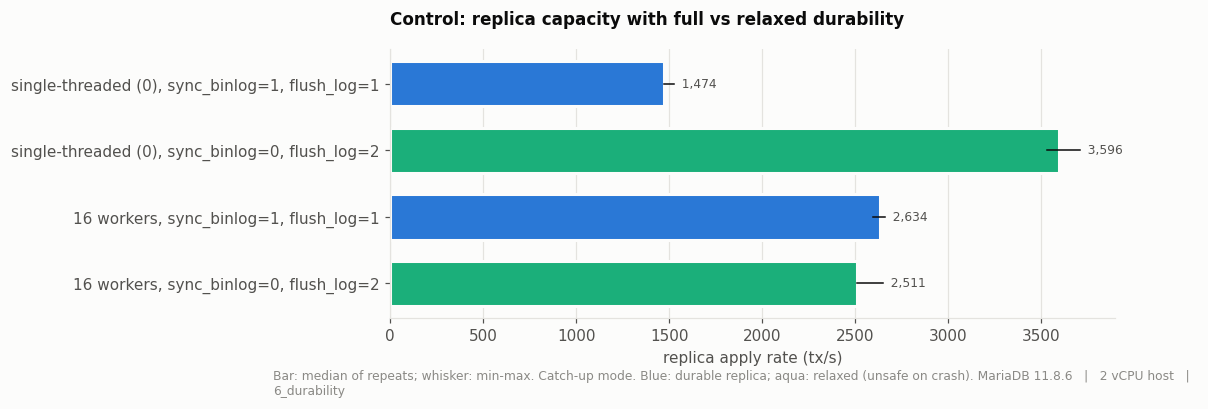 Control: replica capacity with full vs relaxed durability
single-threaded (0), sync_binlog=1, flush_log=1
1,474
single-threaded (0), sync_binlog=0, flush_log=2
3,596
16 workers, sync_binlog=1, flush_log=1
2,634
16 workers, sync_binlog=0, flush_log=2
2,511
0 500 1000 1500 2000 2500 3000 3500
replica apply rate (tx/s)
Bar: median of repeats; whisker: min-max. Catch-up mode. Blue: durable replica; aqua: relaxed (unsafe on crash). MariaDB 11.8.6 | 2 vCPU host |
6_durability